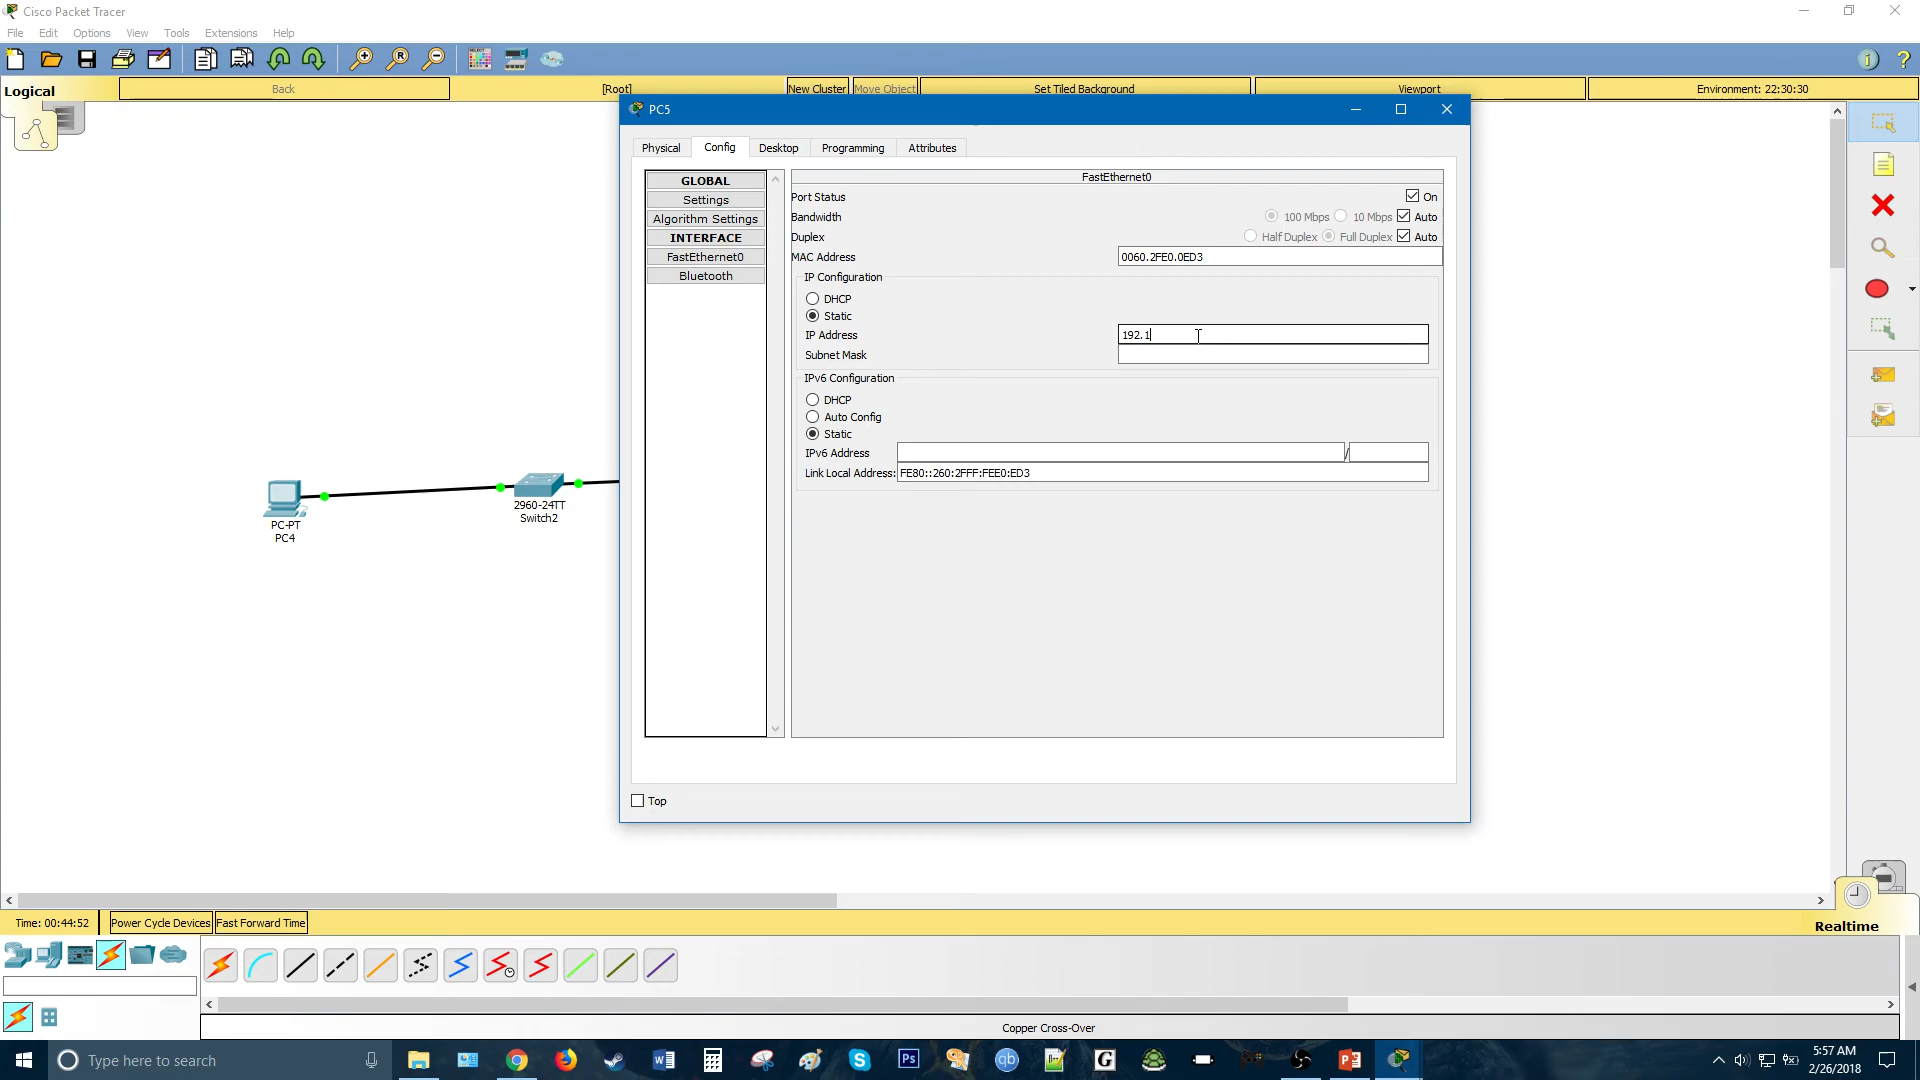 Cisco Packet Tracer
File Edit Options View Tools Extensions Help
Logical Back [Root] New Cluster Move Object Set Tiled Background Viewport Environment: 22:30:30
PC5
Physical Config Desktop Programming Attributes
GLOBAL
Settings
Algorithm Settings
INTERFACE
FastEthernet0
Bluetooth
FastEthernet0
Port Status On
Bandwidth 100 Mbps 10 Mbps Auto
Duplex Half Duplex Full Duplex Auto
MAC Address 0060.2FE0.0ED3
IP Configuration
DHCP
Static
IP Address 192.1
Subnet Mask
IPv6 Configuration
DHCP
Auto Config
Static
IPv6 Address /
Link Local Address: FE80::260:2FFF:FEE0:ED3
Top
PC-PT
PC4
2960-24TT
Switch2
Time: 00:44:52 Power Cycle Devices Fast Forward Time
Realtime
Copper Cross-Over
Type here to search
5:57 AM
2/26/2018